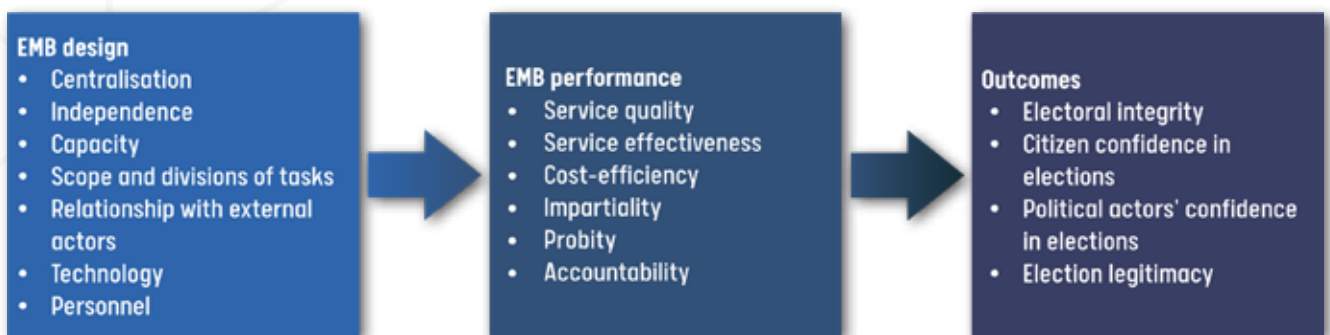 EMB design
• Centralisation
• Independence
• Capacity
• Scope and divisions of tasks
• Relationship with external
actors
• Technology
• Personnel
EMB performance
• Service quality
• Service effectiveness
• Cost-efficiency
• Impartiality
• Probity
• Accountability
Outcomes
• Electoral integrity
• Citizen confidence in
elections
• Political actors' confidence
in elections
• Election legitimacy